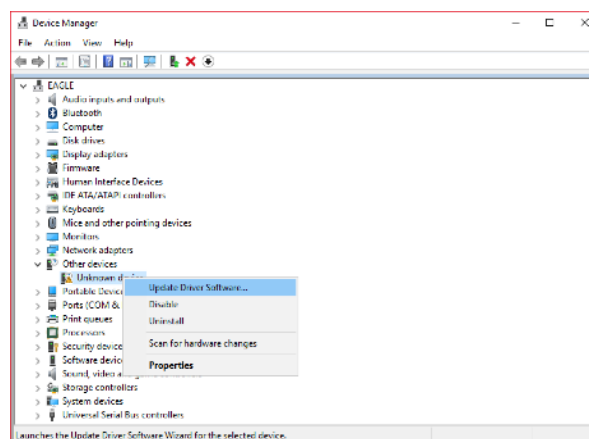 Device Manager
File Action View Help
EAGLE
Audio inputs and outputs
Bluetooth
Computer
Disk drives
Display adapters
Firmware
Human Interface Devices
IDE ATA/ATAPI controllers
Keyboards
Mice and other pointing devices
Monitors
Network adapters
Other devices
Unknown
Update Driver Software...
Portable
Disable
Ports (COM &
Print queues
Uninstall
Processors
Security
Scan for hardware changes
Software
Sound, video
Properties
Storage controllers
System devices
Universal Serial Bus controllers
Launches the Update Driver Software Wizard for the selected device.